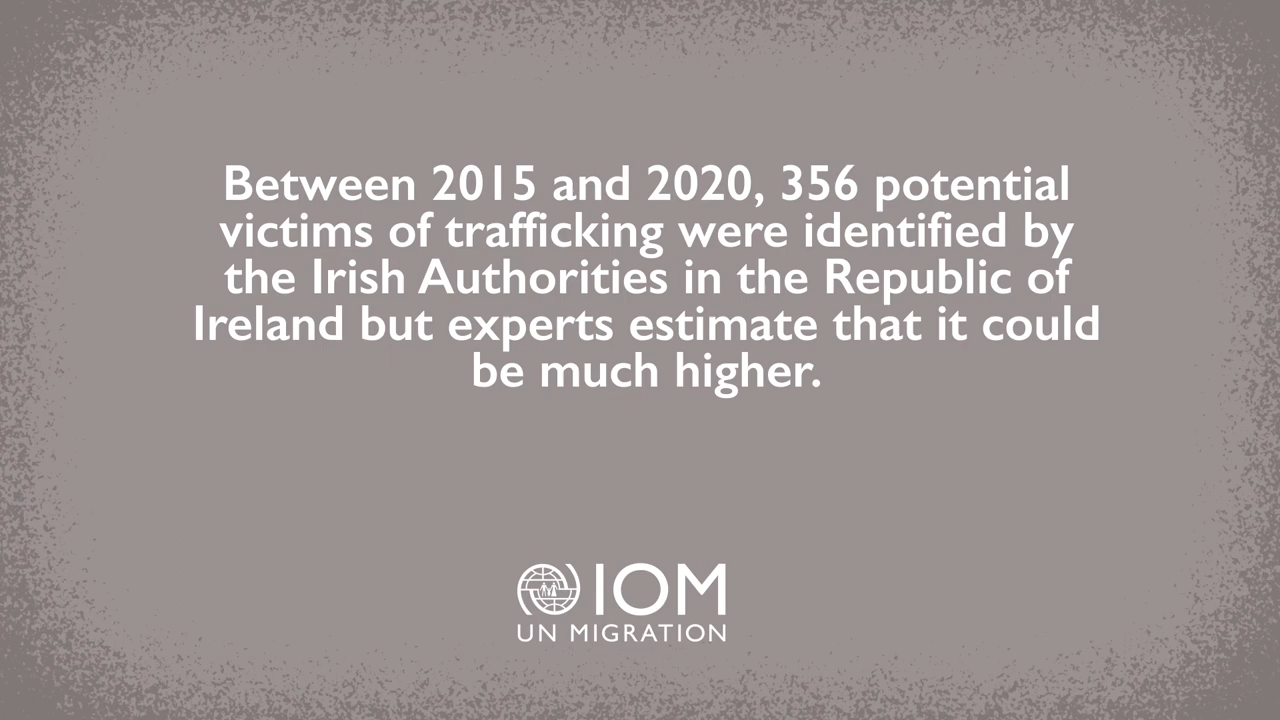 Between 2015 and 2020, 356 potential
victims of trafficking were identified by
the Irish Authorities in the Republic of
Ireland but experts estimate that it could
be much higher.
IOM
UN MIGRATION